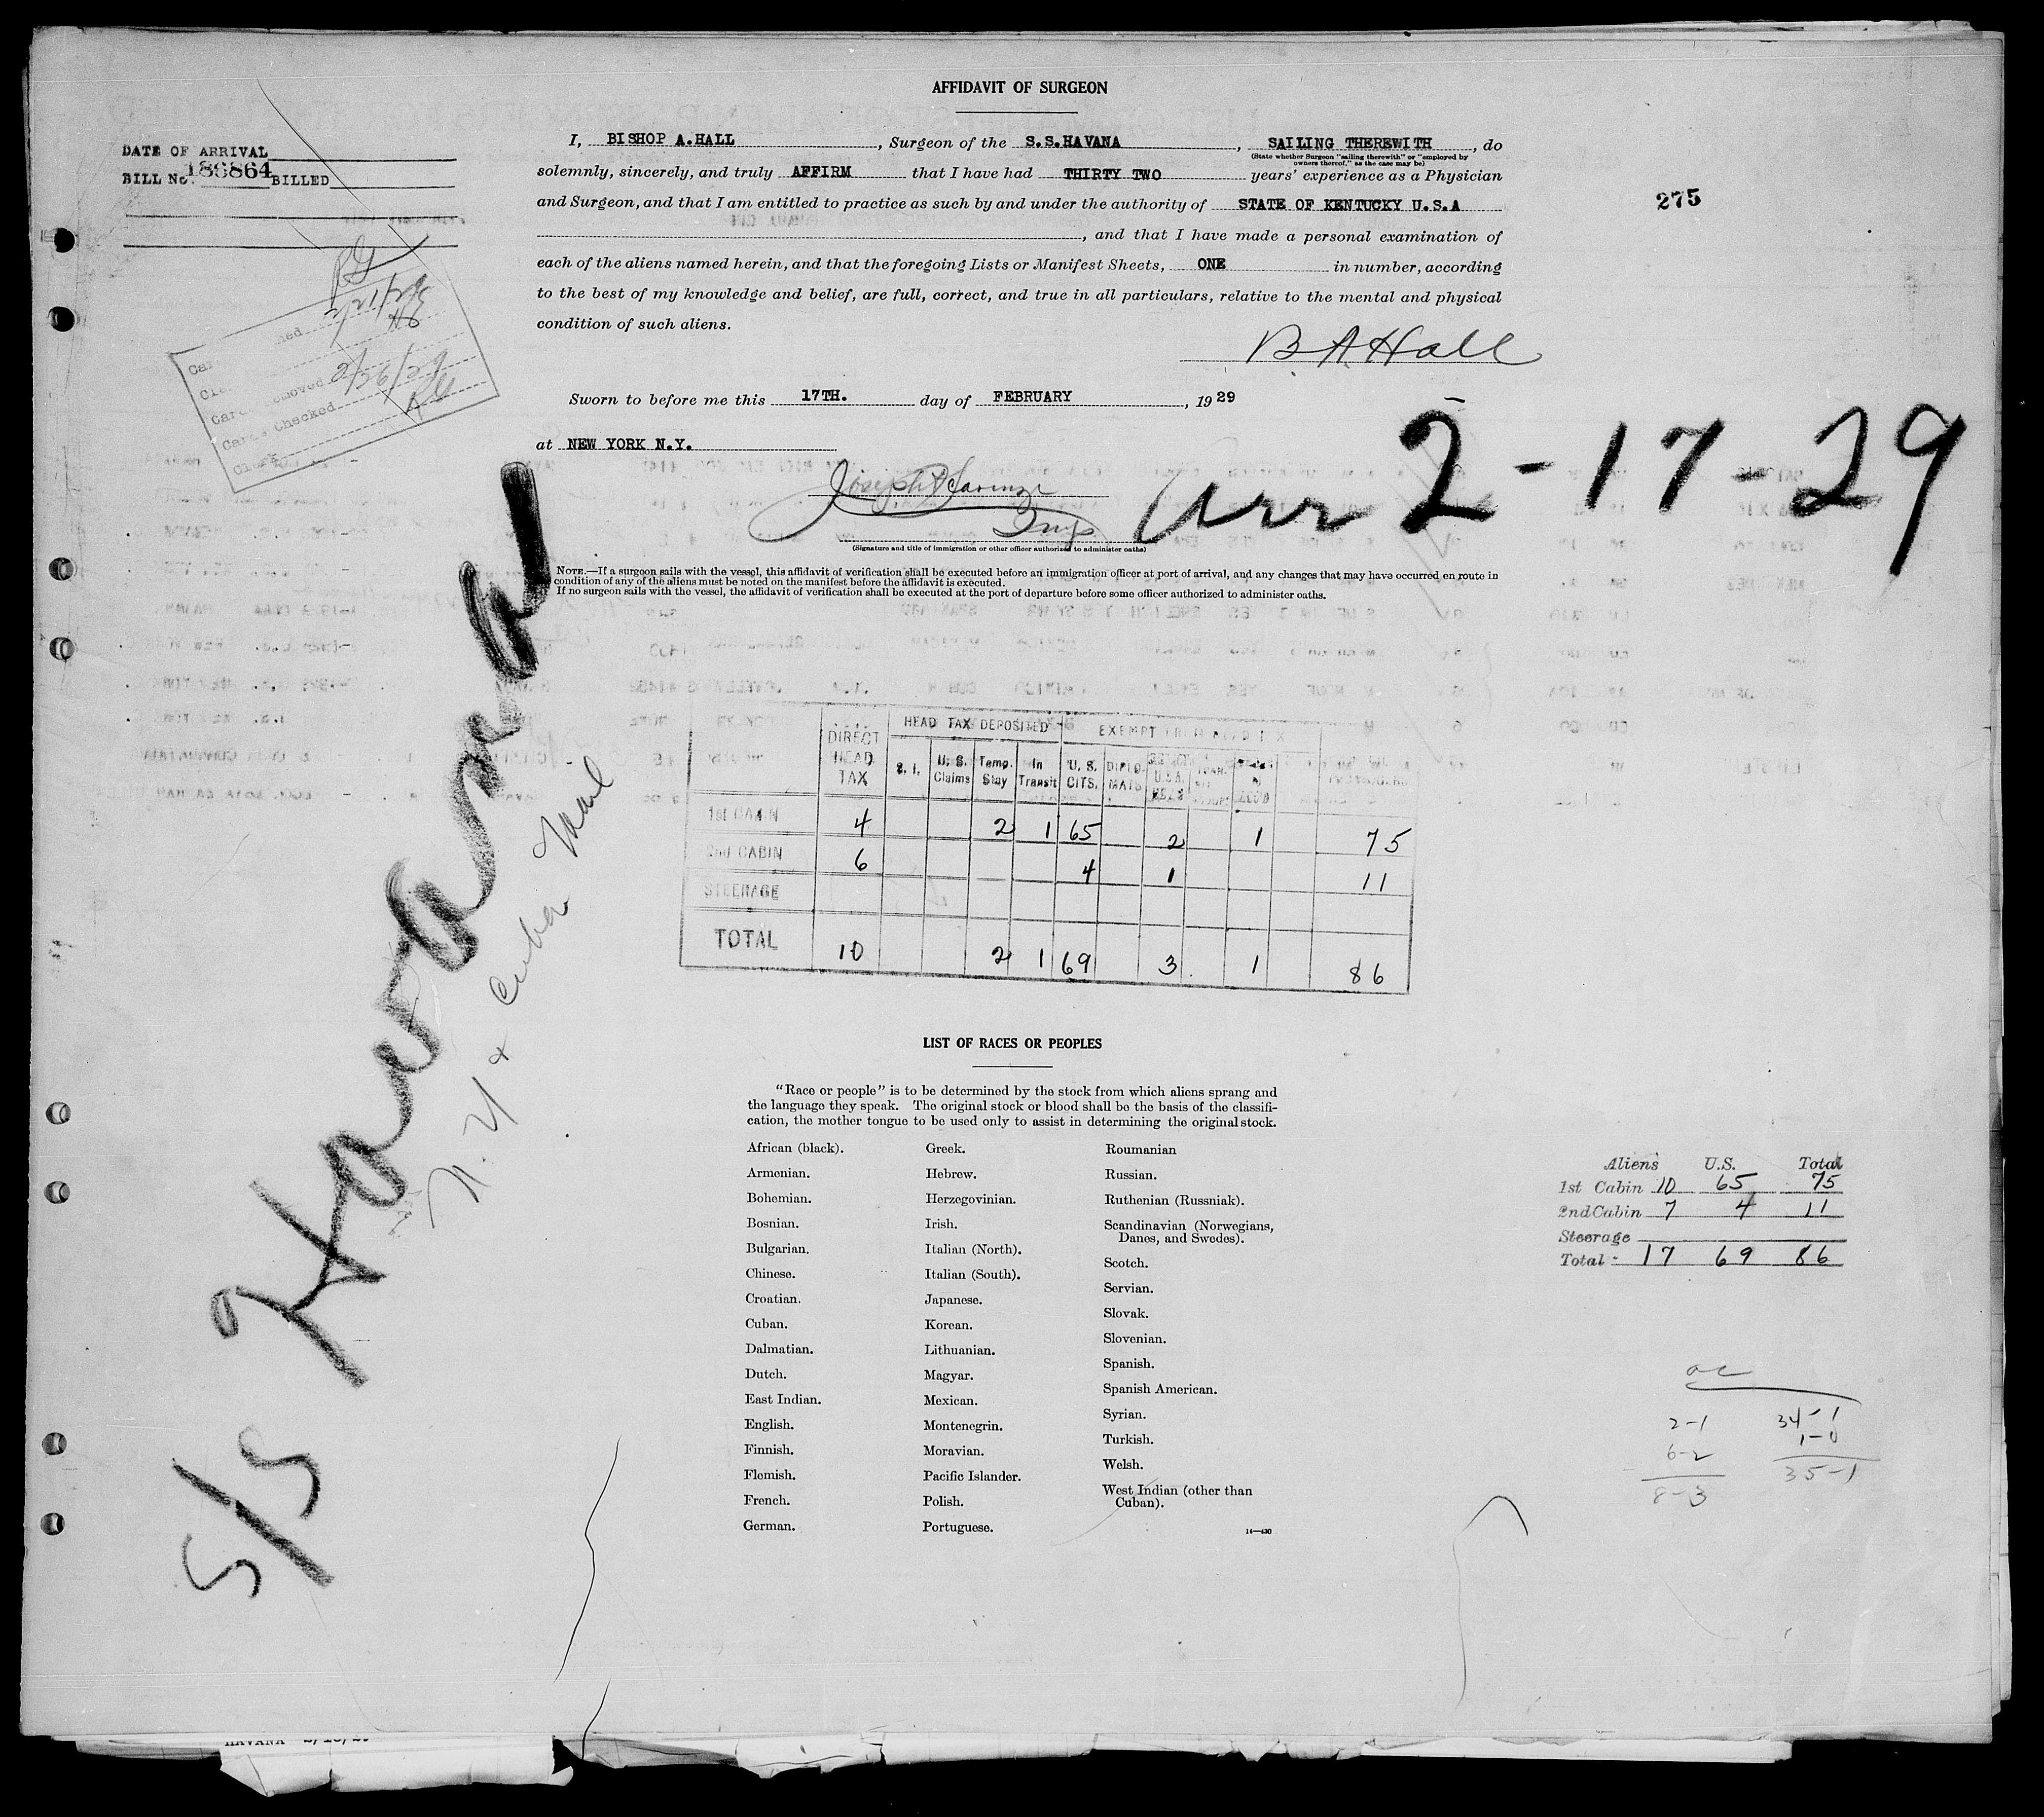 AFFIDAVIT OF SURGEON
I, BISHOP A.HALL, Surgeon of the S.S.HAVANA, SAILING THEREWITH, do
(State whether Surgeon "sailing therewith" or "employed by
owners thereof," as the case may be)
solemnly, sincerely, and truly AFFIRM that I have had THIRTY TWO years' experience as a Physician
and Surgeon, and that I am entitled to practice as such by and under the authority of STATE OF KENTUCKY U.S.A
, and that I have made a personal examination of
each of the aliens named herein, and that the foregoing Lists or Manifest Sheets, ONE in number, according
to the best of my knowledge and belief, are full, correct, and true in all particulars, relative to the mental and physical
condition of such aliens.
B A Hall
Sworn to before me this 17TH. day of FEBRUARY, 1929
at NEW YORK N.Y.
Joseph
Insp
(Signature and title of immigration or other officer authorized to administer oaths)
NOTE.—If a surgeon sails with the vessel, this affidavit of verification shall be executed before an immigration officer at port of arrival, and any changes that may have occurred en route in
condition of any of the aliens must be noted on the manifest before the affidavit is executed.
If no surgeon sails with the vessel, the affidavit of verification shall be executed at the port of departure before some officer authorized to administer oaths.
DATE OF ARRIVAL
BILL No. 186864 BILLED
2/21/29
Cards Checked 2/26/29
Clerk
275
Arr 2-17-29
S/S Havana
N.Y & Cuba Mail
DIRECT HEAD TAX
HEAD TAX DEPOSITED
EXEMPT FROM HEAD TAX
S. I. U. S. Claims Temp. Stay In Transit U. S. CITS. DIPLO. MATS
1st CABIN 4 2 1 65 2 1 75
2nd CABIN 6 4 1 11
STEERAGE
TOTAL 10 2 1 69 3 1 86
LIST OF RACES OR PEOPLES
"Race or people" is to be determined by the stock from which aliens sprang and
the language they speak. The original stock or blood shall be the basis of the classifi-
cation, the mother tongue to be used only to assist in determining the original stock.
African (black).
Armenian.
Bohemian.
Bosnian.
Bulgarian.
Chinese.
Croatian.
Cuban.
Dalmatian.
Dutch.
East Indian.
English.
Finnish.
Flemish.
French.
German.
Greek.
Hebrew.
Herzegovinian.
Irish.
Italian (North).
Italian (South).
Japanese.
Korean.
Lithuanian.
Magyar.
Mexican.
Montenegrin.
Moravian.
Pacific Islander.
Polish.
Portuguese.
Roumanian
Russian.
Ruthenian (Russniak).
Scandinavian (Norwegians,
Danes, and Swedes).
Scotch.
Servian.
Slovak.
Slovenian.
Spanish.
Spanish American.
Syrian.
Turkish.
Welsh.
West Indian (other than
Cuban).
14—430
Aliens U.S. Total
1st Cabin 10 65 75
2nd Cabin 7 4 11
Steerage
Total - 17 69 86
2-1 34-1
6-2 1-0
8-3 35-1